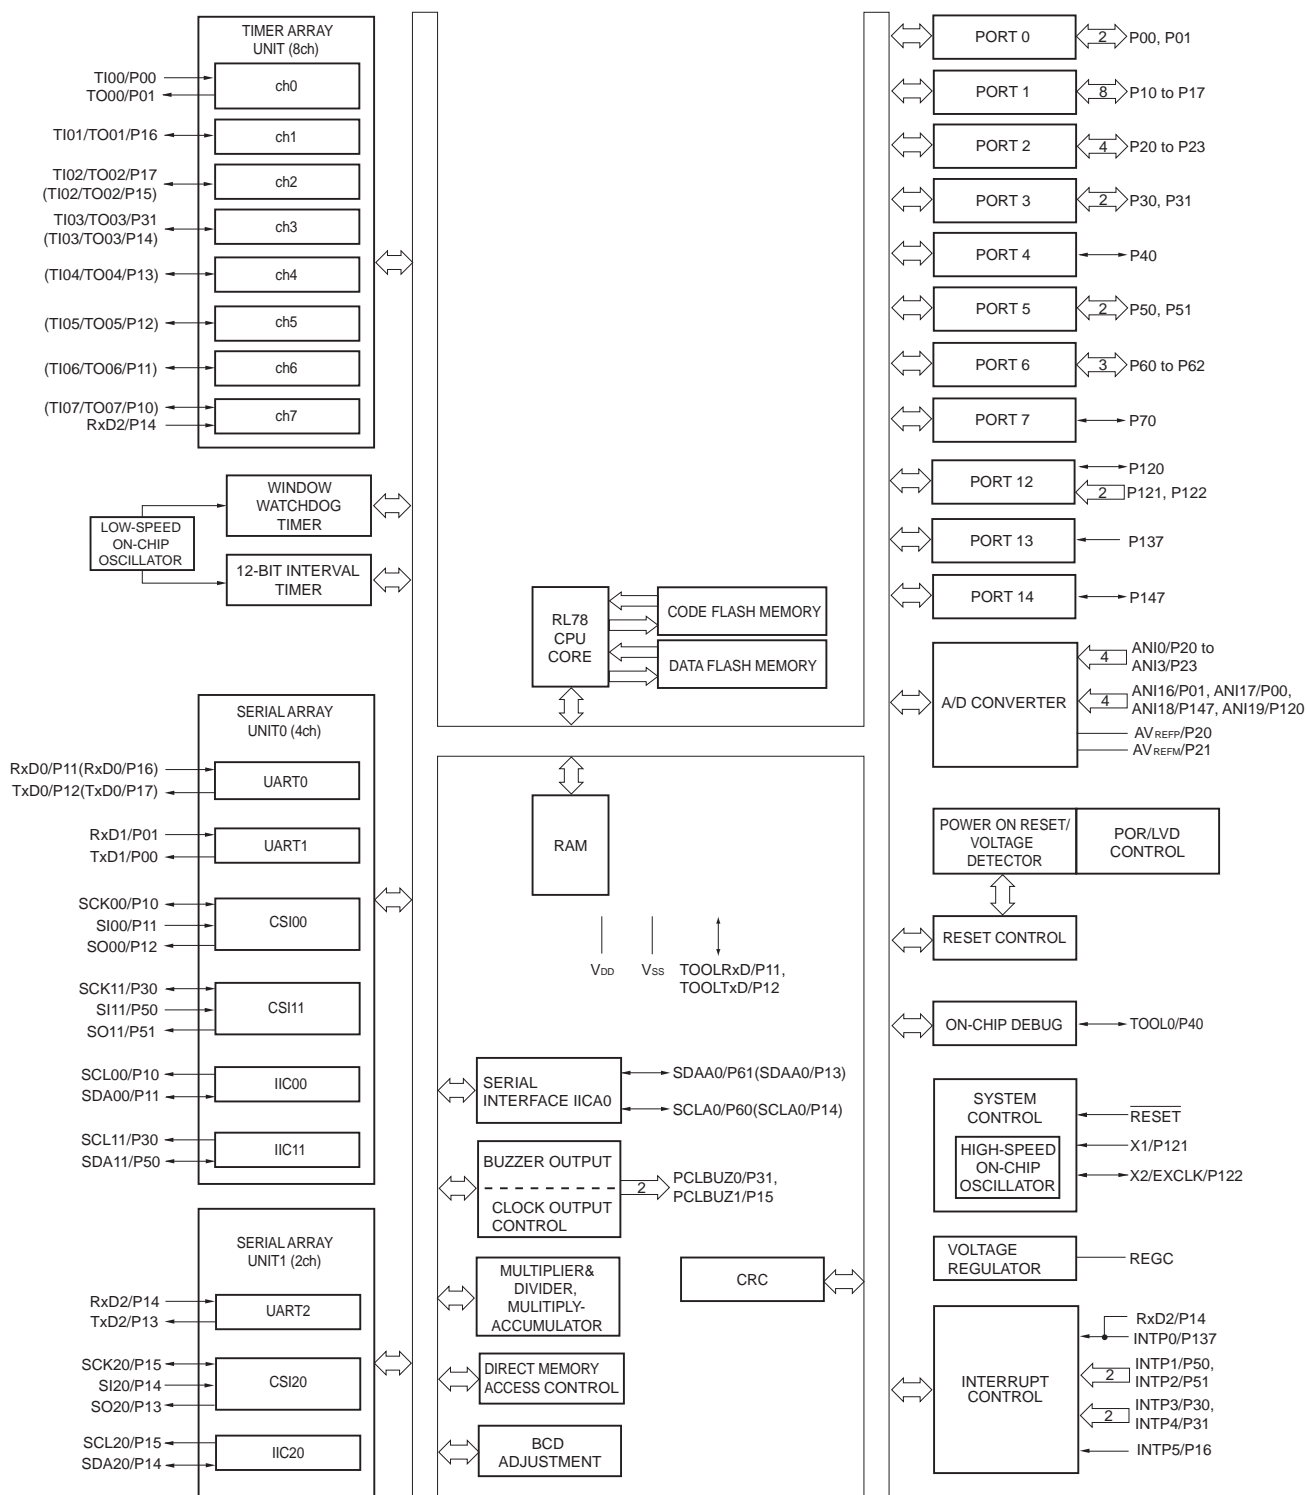 TIMER ARRAY
UNIT (8ch)
TI00/P00
TO00/P01
ch0
TI01/TO01/P16
ch1
TI02/TO02/P17
(TI02/TO02/P15)
ch2
TI03/TO03/P31
(TI03/TO03/P14)
ch3
(TI04/TO04/P13)
ch4
(TI05/TO05/P12)
ch5
(TI06/TO06/P11)
ch6
(TI07/TO07/P10)
RxD2/P14
ch7
LOW-SPEED
ON-CHIP
OSCILLATOR
WINDOW
WATCHDOG
TIMER
12-BIT INTERVAL
TIMER
SERIAL ARRAY
UNIT0 (4ch)
RxD0/P11(RxD0/P16)
TxD0/P12(TxD0/P17)
UART0
RxD1/P01
TxD1/P00
UART1
SCK00/P10
SI00/P11
SO00/P12
CSI00
SCK11/P30
SI11/P50
SO11/P51
CSI11
SCL00/P10
SDA00/P11
IIC00
SCL11/P30
SDA11/P50
IIC11
SERIAL ARRAY
UNIT1 (2ch)
RxD2/P14
TxD2/P13
UART2
SCK20/P15
SI20/P14
SO20/P13
CSI20
SCL20/P15
SDA20/P14
IIC20
RL78
CPU
CORE
CODE FLASH MEMORY
DATA FLASH MEMORY
RAM
VDD
VSS
TOOLRxD/P11,
TOOLTxD/P12
SERIAL
INTERFACE IICA0
SDAA0/P61(SDAA0/P13)
SCLA0/P60(SCLA0/P14)
BUZZER OUTPUT
CLOCK OUTPUT
CONTROL
2
PCLBUZ0/P31,
PCLBUZ1/P15
MULTIPLIER&
DIVIDER,
MULITIPLY-
ACCUMULATOR
CRC
DIRECT MEMORY
ACCESS CONTROL
BCD
ADJUSTMENT
PORT 0
2
P00, P01
PORT 1
8
P10 to P17
PORT 2
4
P20 to P23
PORT 3
2
P30, P31
PORT 4
P40
PORT 5
2
P50, P51
PORT 6
3
P60 to P62
PORT 7
P70
PORT 12
P120
2
P121, P122
PORT 13
P137
PORT 14
P147
A/D CONVERTER
4
ANI0/P20 to
ANI3/P23
4
ANI16/P01, ANI17/P00,
ANI18/P147, ANI19/P120
AVREFP/P20
AVREFM/P21
POWER ON RESET/
VOLTAGE
DETECTOR
POR/LVD
CONTROL
RESET CONTROL
ON-CHIP DEBUG
TOOL0/P40
SYSTEM
CONTROL
HIGH-SPEED
ON-CHIP
OSCILLATOR
RESET
X1/P121
X2/EXCLK/P122
VOLTAGE
REGULATOR
REGC
INTERRUPT
CONTROL
RxD2/P14
INTP0/P137
2
INTP1/P50,
INTP2/P51
2
INTP3/P30,
INTP4/P31
INTP5/P16